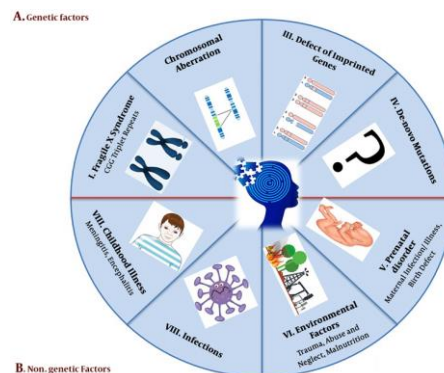 A. Genetic factors
Chromosomal
Aberration
III. Defect of Imprinted
Genes
I. Fragile X Syndrome
CGG Triplet Repeats
IV. De-novo Mutations
VIII. Childhood Illness
Meningitis, Encephalitis
V. Prenatal
disorder
Maternal Infection/ Illness,
Birth Defect
VIII. Infections
VI. Environmental
Factors
Trauma, Abuse and
Neglect, Malnutrition
B. Non. genetic Factors